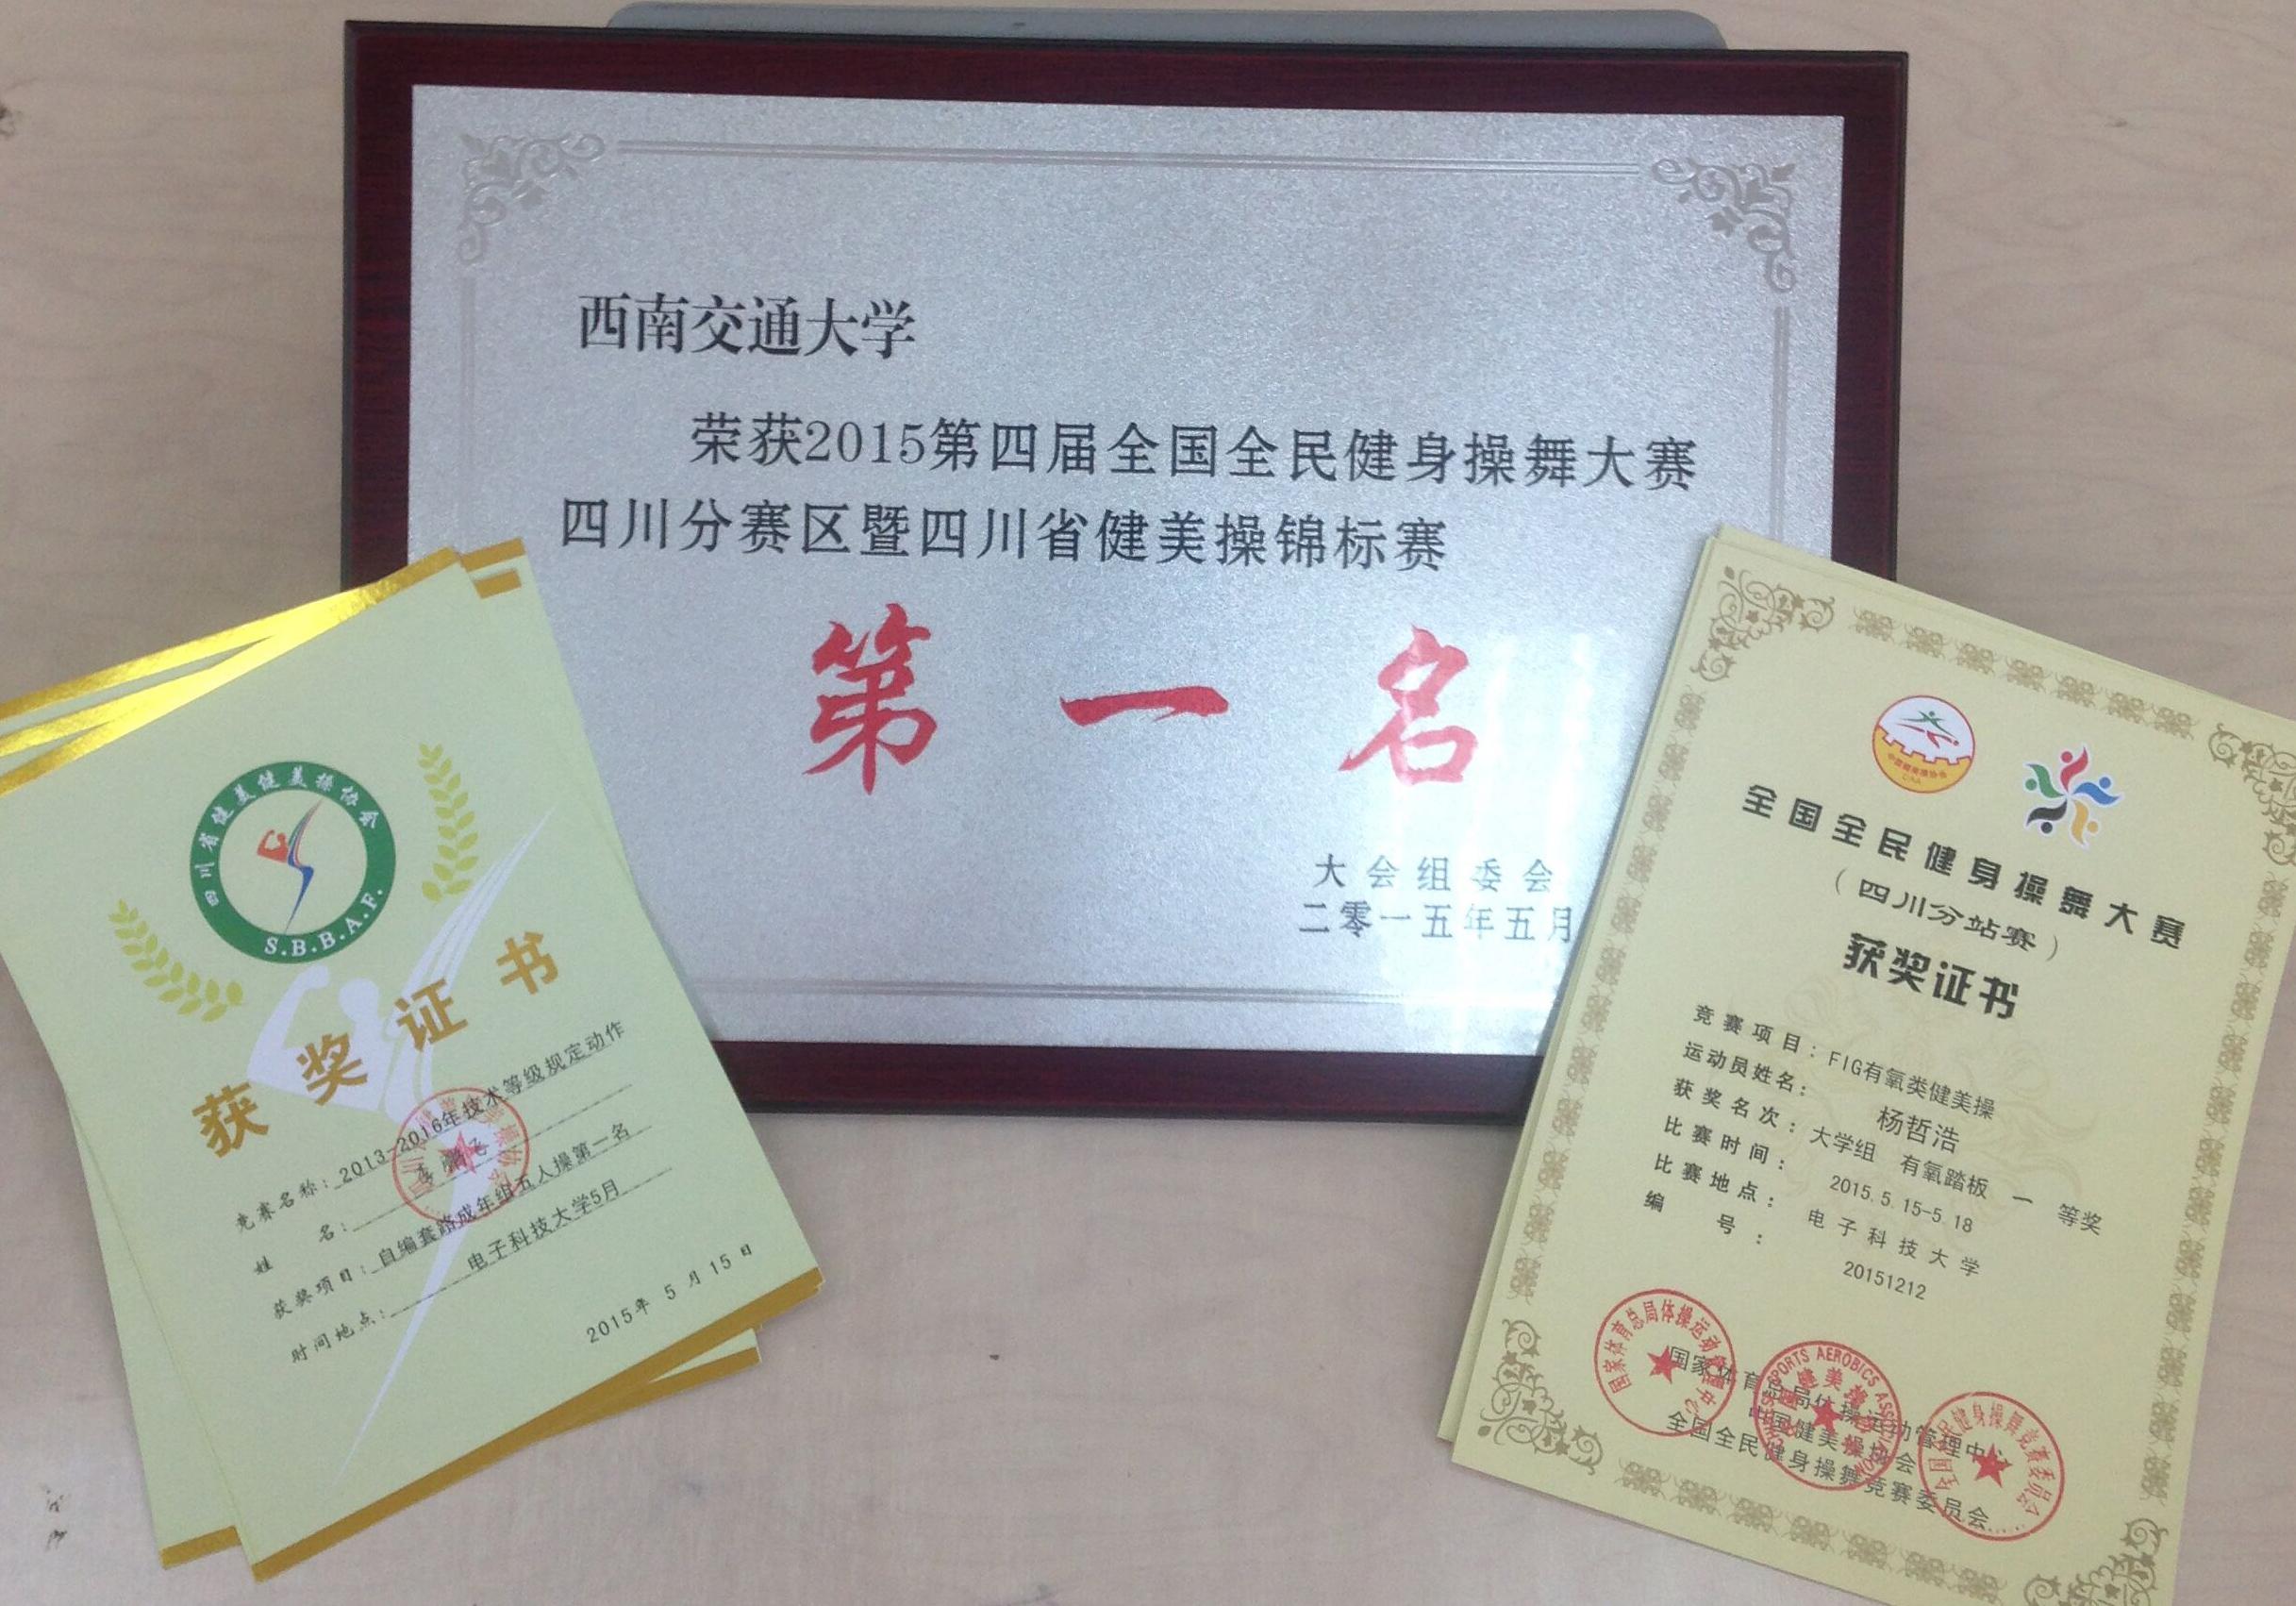 西南交通大学
荣获2015第四届全国全民健身操舞大赛
四川分赛区暨四川省健美操锦标赛
第一名
大会组委会
二零一五年五月
四川省健美健美操协会
S.B.B.A.F.
获奖证书
竞赛名称：2013-2016年技术等级规定动作
姓名：
获奖项目：自编套路成年组五人操第一名
时间地点：电子科技大学5月
2015年 5 月 15 日
全国全民健身操舞大赛
（四川分站赛）
获奖证书
竞赛项目：FIG有氧类健美操
运动员姓名：杨哲浩
获奖名次：大学组 有氧踏板 一 等奖
比赛时间：2015.5.15-5.18
比赛地点：电子科技大学
编号：20151212
国家体育总局体操运动管理中心
中国健美操协会
全国全民健身操舞竞赛委员会